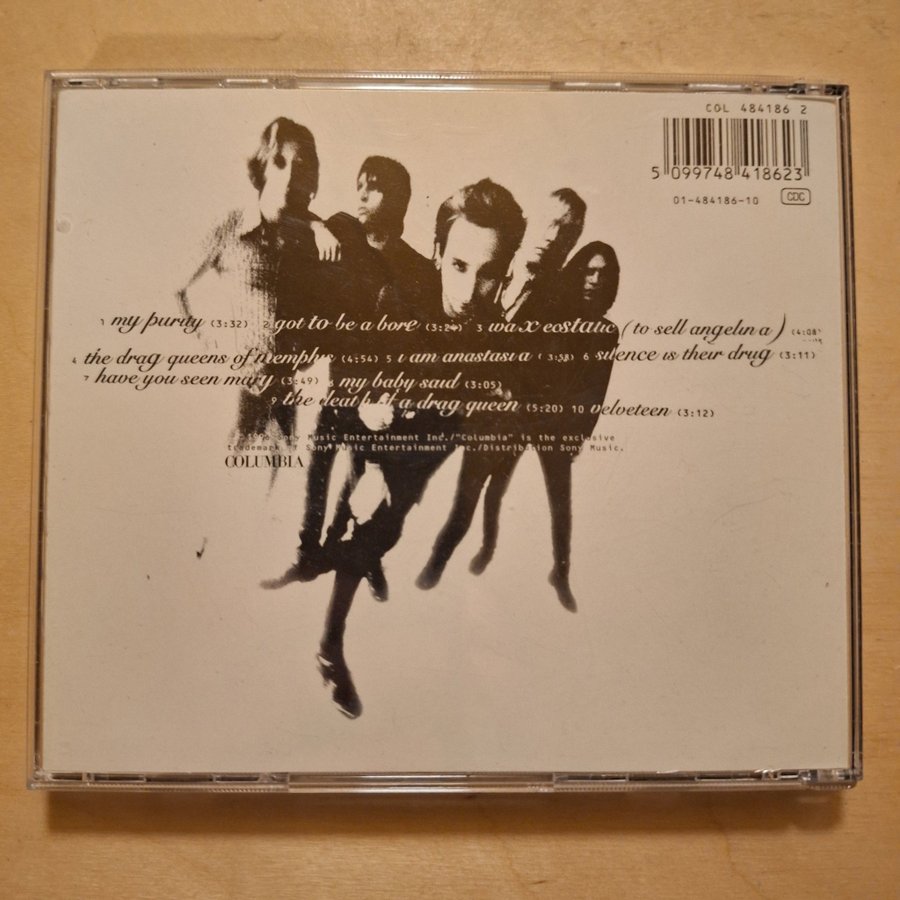 COL 484186 2
5 099748 418623
01-484186-10 CDC
1 my purity (3:32) 2 got to be a bore (3:24) 3 wax ecstatic (to sell angelina) (4:08)
4 the drag queens of memphis (4:54) 5 i am anastasia (3:58) 6 silence is their drug (3:11)
7 have you seen mary (3:49) 8 my baby said (3:05)
9 the death of a drag queen (5:20) 10 velveteen (3:12)
1996 Sony Music Entertainment Inc./"Columbia" is the exclusive
trademark of Sony Music Entertainment Inc./Distribution Sony Music.
COLUMBIA